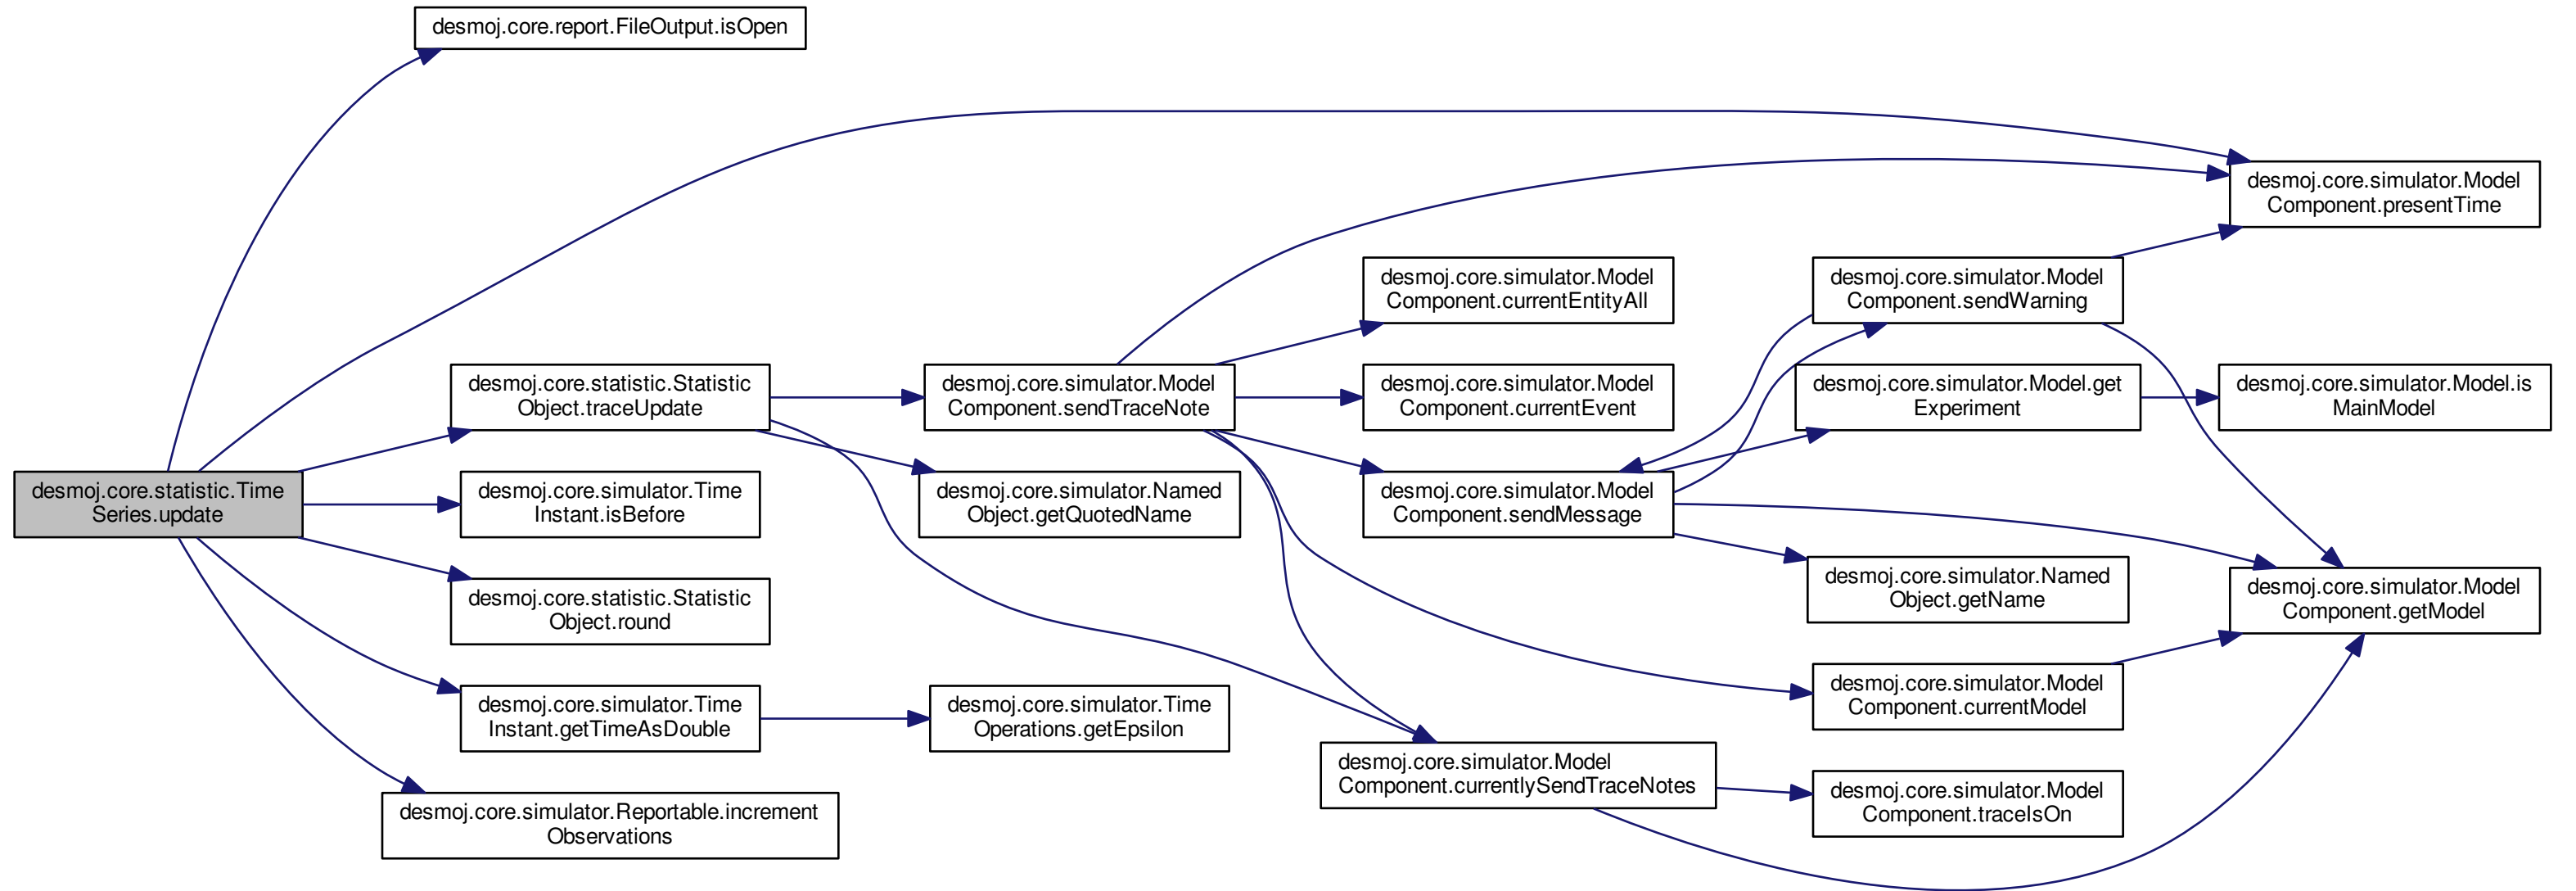 desmoj.core.report.FileOutput.isOpen
desmoj.core.simulator.Model
Component.presentTime
desmoj.core.simulator.Model
Component.currentEntityAll
desmoj.core.simulator.Model
Component.sendWarning
desmoj.core.statistic.Statistic
Object.traceUpdate
desmoj.core.simulator.Model
Component.sendTraceNote
desmoj.core.simulator.Model
Component.currentEvent
desmoj.core.simulator.Model.get
Experiment
desmoj.core.simulator.Model.is
MainModel
desmoj.core.statistic.Time
Series.update
desmoj.core.simulator.Time
Instant.isBefore
desmoj.core.simulator.Named
Object.getQuotedName
desmoj.core.simulator.Model
Component.sendMessage
desmoj.core.simulator.Named
Object.getName
desmoj.core.simulator.Model
Component.getModel
desmoj.core.statistic.Statistic
Object.round
desmoj.core.simulator.Time
Instant.getTimeAsDouble
desmoj.core.simulator.Time
Operations.getEpsilon
desmoj.core.simulator.Model
Component.currentModel
desmoj.core.simulator.Model
Component.currentlySendTraceNotes
desmoj.core.simulator.Model
Component.traceIsOn
desmoj.core.simulator.Reportable.increment
Observations